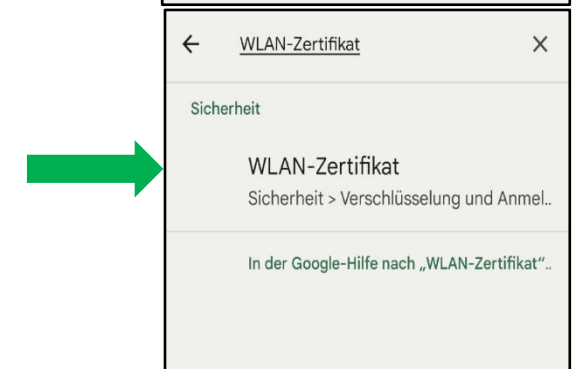 WLAN-Zertifikat
Sicherheit
WLAN-Zertifikat
Sicherheit > Verschlüsselung und Anmel..
In der Google-Hilfe nach „WLAN-Zertifikat“..